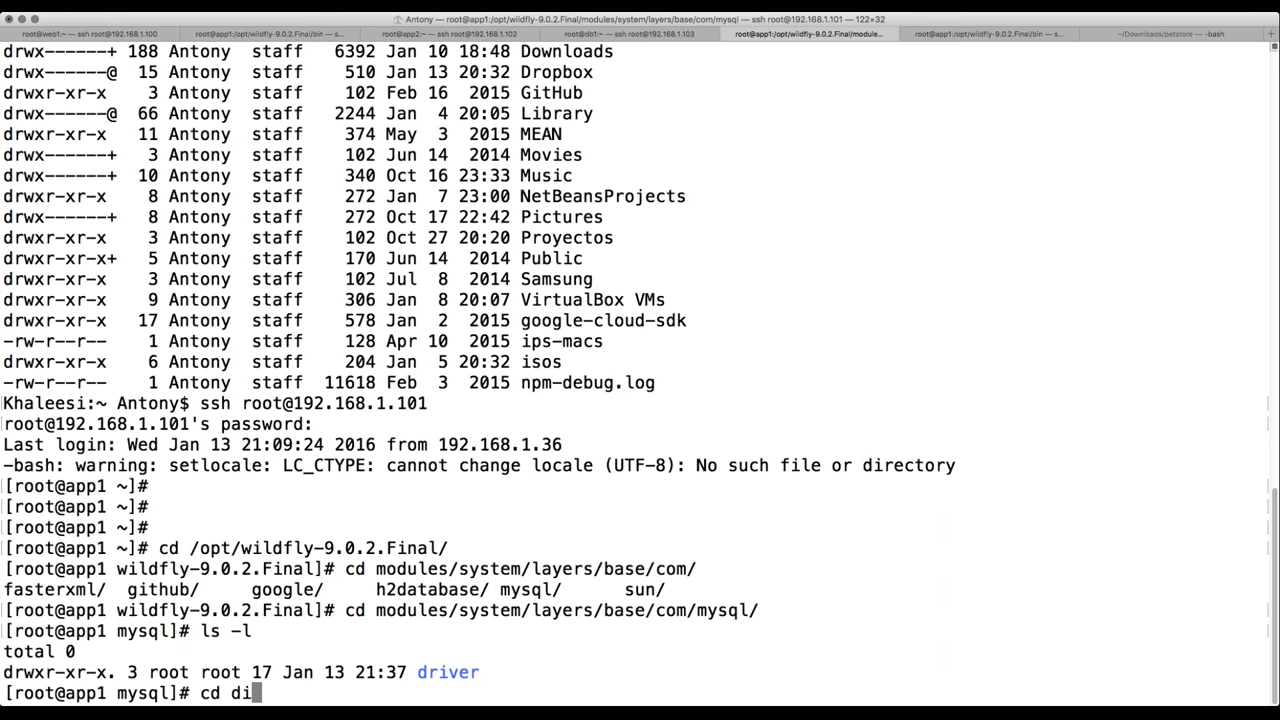 Antony — root@app1:/opt/wildfly-9.0.2.Final/modules/system/layers/base/com/mysql — ssh root@192.168.1.101 — 122×32
root@web1:~ — ssh root@192.168.1.100
root@app1:/opt/wildfly-9.0.2.Final/bin — s...
root@app2:~ — ssh root@192.168.1.102
root@db1:~ — ssh root@192.168.1.103
root@app1:/opt/wildfly-9.0.2.Final/module...
root@app1:/opt/wildfly-9.0.2.Final/bin — s...
~/Downloads/petstore — -bash
drwx------+ 188 Antony  staff   6392 Jan 10 18:48 Downloads
drwx------@  15 Antony  staff    510 Jan 13 20:32 Dropbox
drwxr-xr-x    3 Antony  staff    102 Feb 16  2015 GitHub
drwx------@  66 Antony  staff   2244 Jan  4 20:05 Library
drwxr-xr-x   11 Antony  staff    374 May  3  2015 MEAN
drwx------+   3 Antony  staff    102 Jun 14  2014 Movies
drwx------+  10 Antony  staff    340 Oct 16 23:33 Music
drwxr-xr-x    8 Antony  staff    272 Jan  7 23:00 NetBeansProjects
drwx------+   8 Antony  staff    272 Oct 17 22:42 Pictures
drwxr-xr-x    3 Antony  staff    102 Oct 27 20:20 Proyectos
drwxr-xr-x+   5 Antony  staff    170 Jun 14  2014 Public
drwxr-xr-x    3 Antony  staff    102 Jul  8  2014 Samsung
drwxr-xr-x    9 Antony  staff    306 Jan  8 20:07 VirtualBox VMs
drwxr-xr-x   17 Antony  staff    578 Jan  2  2015 google-cloud-sdk
-rw-r--r--    1 Antony  staff    128 Apr 10  2015 ips-macs
drwxr-xr-x    6 Antony  staff    204 Jan  5 20:32 isos
-rw-r--r--    1 Antony  staff  11618 Feb  3  2015 npm-debug.log
Khaleesi:~ Antony$ ssh root@192.168.1.101
root@192.168.1.101's password:
Last login: Wed Jan 13 21:09:24 2016 from 192.168.1.36
-bash: warning: setlocale: LC_CTYPE: cannot change locale (UTF-8): No such file or directory
[root@app1 ~]#
[root@app1 ~]#
[root@app1 ~]#
[root@app1 ~]# cd /opt/wildfly-9.0.2.Final/
[root@app1 wildfly-9.0.2.Final]# cd modules/system/layers/base/com/
fasterxml/  github/     google/     h2database/ mysql/      sun/
[root@app1 wildfly-9.0.2.Final]# cd modules/system/layers/base/com/mysql/
[root@app1 mysql]# ls -l
total 0
drwxr-xr-x. 3 root root 17 Jan 13 21:37 driver
[root@app1 mysql]# cd di